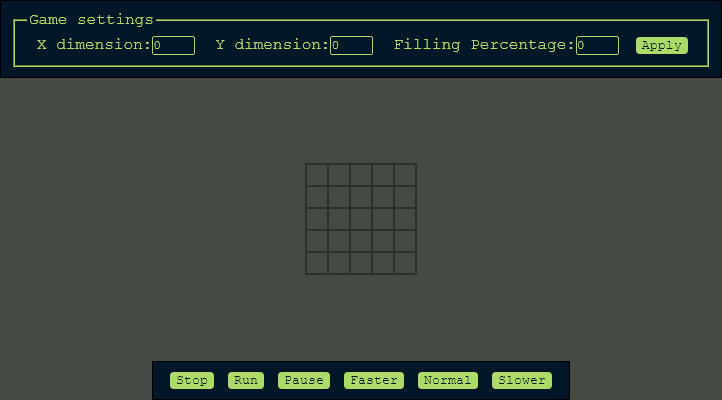 Game settings
X dimension:0 Y dimension:0 Filling Percentage:0 Apply
Stop Run Pause Faster Normal Slower